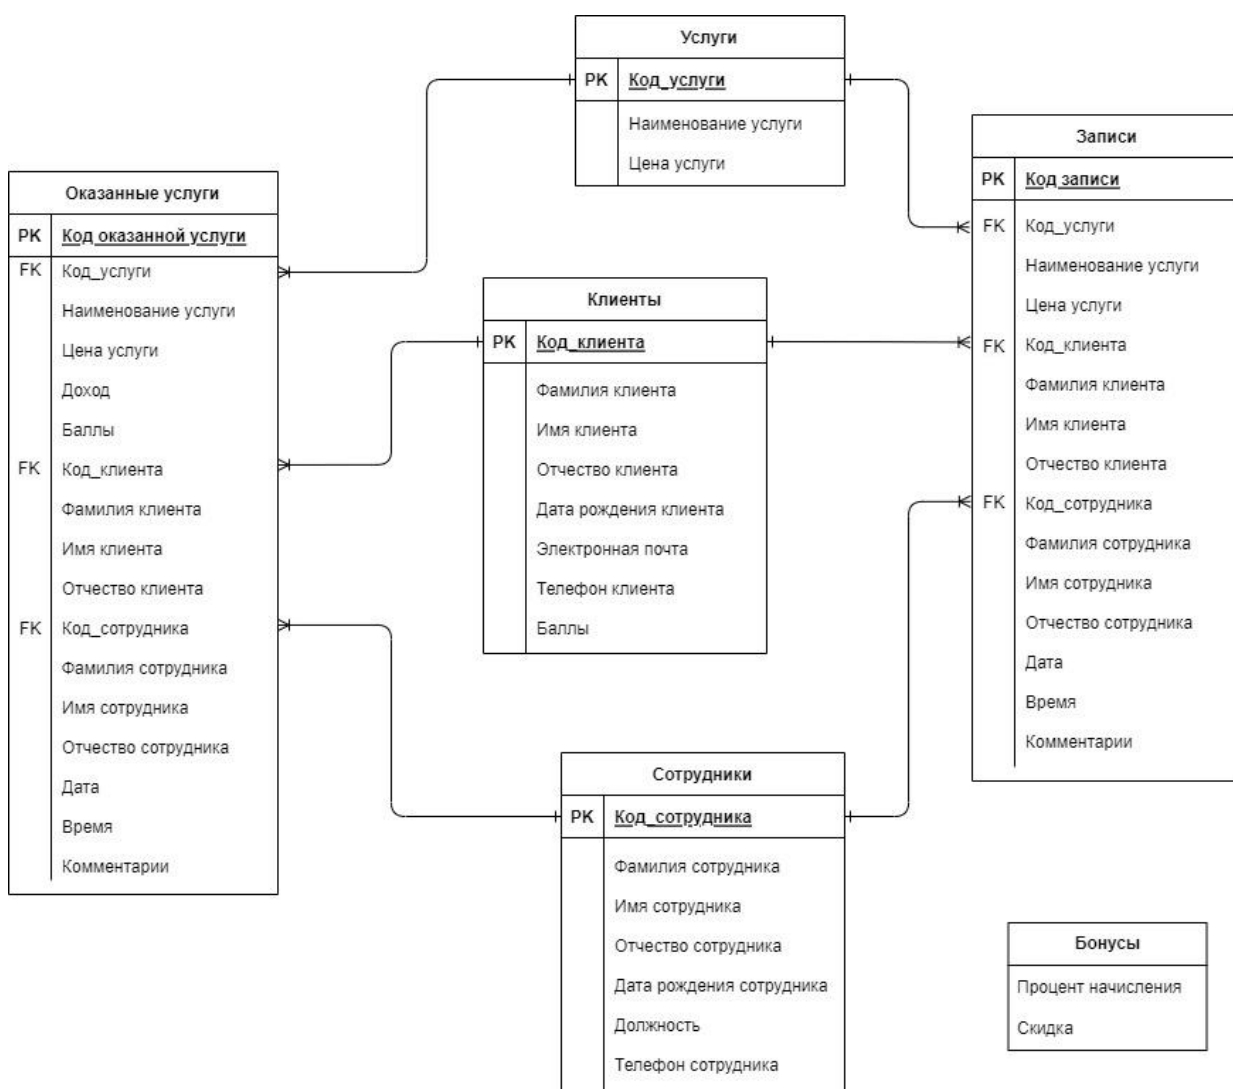 Услуги
PK Код_услуги
Наименование услуги
Цена услуги
Записи
PK Код записи
FK Код_услуги
Наименование услуги
Цена услуги
FK Код_клиента
Фамилия клиента
Имя клиента
Отчество клиента
FK Код_сотрудника
Фамилия сотрудника
Имя сотрудника
Отчество сотрудника
Дата
Время
Комментарии
Оказанные услуги
PK Код оказанной услуги
FK Код_услуги
Наименование услуги
Цена услуги
Доход
Баллы
FK Код_клиента
Фамилия клиента
Имя клиента
Отчество клиента
FK Код_сотрудника
Фамилия сотрудника
Имя сотрудника
Отчество сотрудника
Дата
Время
Комментарии
Клиенты
PK Код_клиента
Фамилия клиента
Имя клиента
Отчество клиента
Дата рождения клиента
Электронная почта
Телефон клиента
Баллы
Сотрудники
PK Код_сотрудника
Фамилия сотрудника
Имя сотрудника
Отчество сотрудника
Дата рождения сотрудника
Должность
Телефон сотрудника
Бонусы
Процент начисления
Скидка